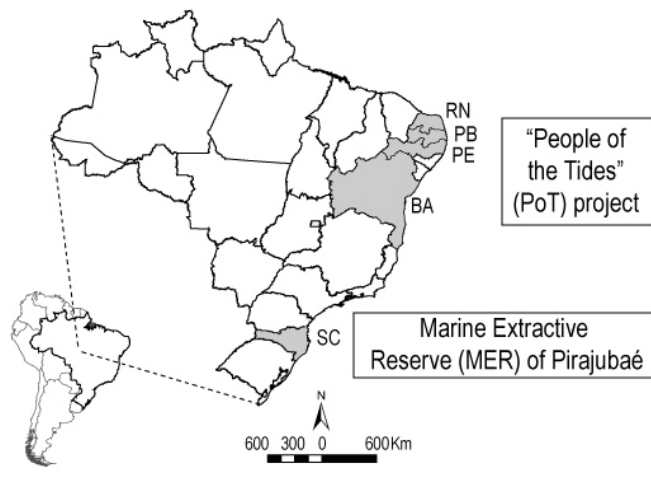 RN
PB
PE
BA
“People of
the Tides”
(PoT) project
SC
Marine Extractive
Reserve (MER) of Pirajubaé
N
600 300 0 600Km